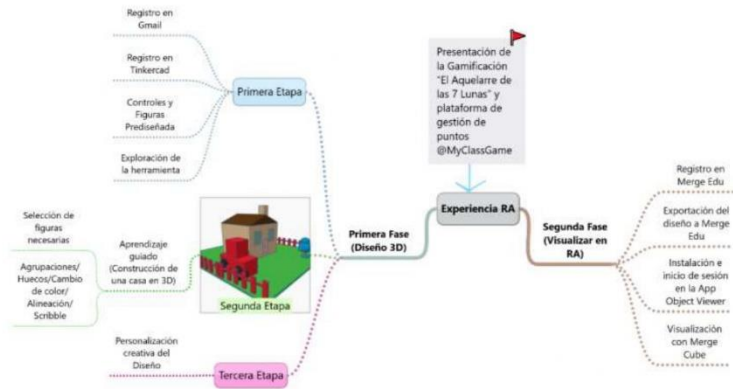 Registro en
Gmail
Registro en
Tinkercad
Controles y
Figuras
Prediseñada
Exploración de
la herramienta
Primera Etapa
Presentación de
la Gamificación
"El Aquelarre de
las 7 Lunas" y
plataforma de
gestión de
puntos
@MyClassGame
Experiencia RA
Primera Fase
(Diseño 3D)
Selección de
figuras
necesarias
Agrupaciones/
Huecos/Cambio
de color/
Alineación/
Scribble
Aprendizaje
guiado
(Construcción de
una casa en 3D)
Segunda Etapa
Personalización
creativa del
Diseño
Tercera Etapa
Segunda Fase
(Visualizar en
RA)
Registro en
Merge Edu
Exportación del
diseño a Merge
Edu
Instalación e
inicio de sesión
en la App
Object Viewer
Visualización
con Merge
Cube